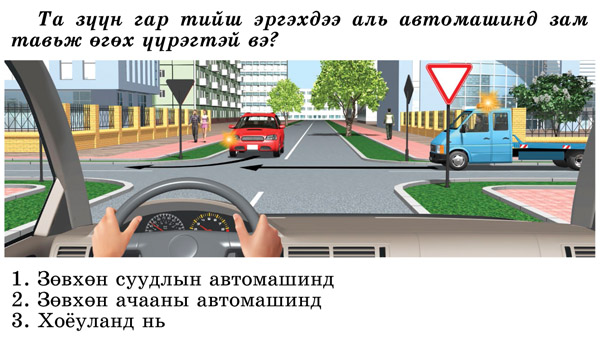 Та зүүн гар тийш эргэхдээ аль автомашинд зам
тавьж өгөх үүрэгтэй вэ?
1. Зөвхөн суудлын автомашинд
2. Зөвхөн ачааны автомашинд
3. Хоёуланд нь